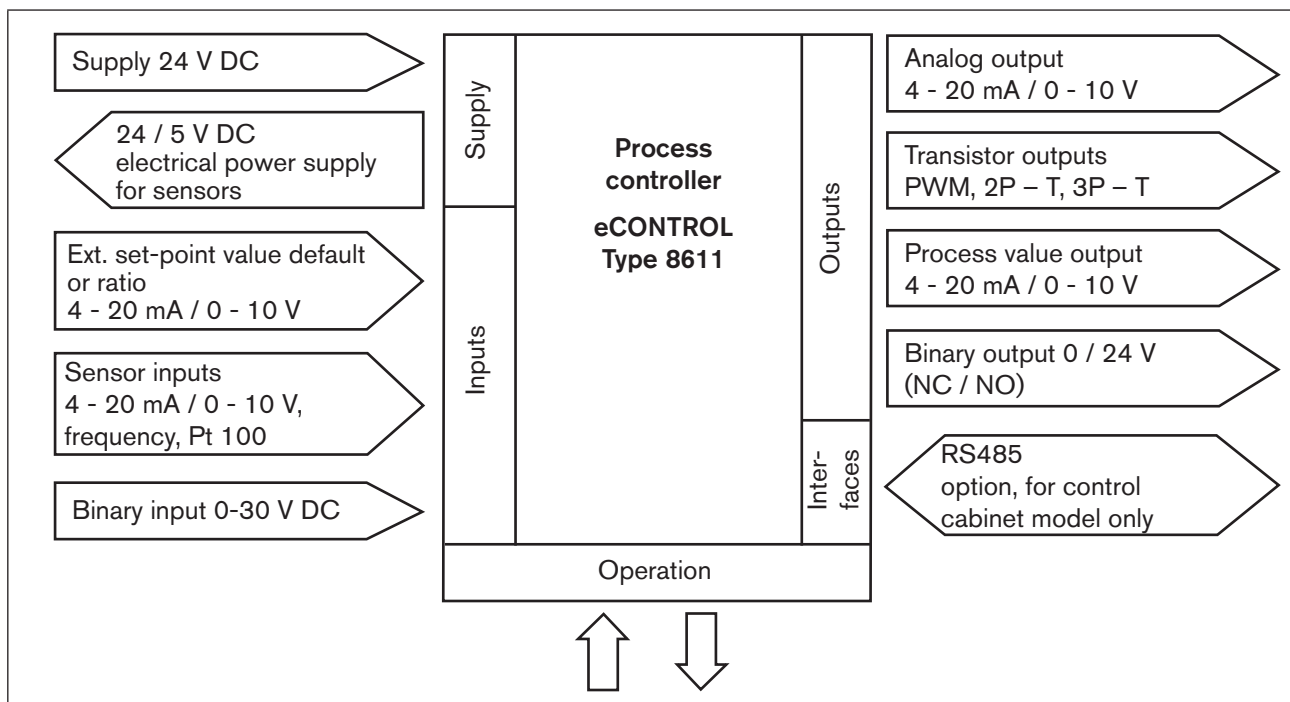 Supply 24 V DC
24 / 5 V DC
electrical power supply
for sensors
Ext. set-point value default
or ratio
4 - 20 mA / 0 - 10 V
Sensor inputs
4 - 20 mA / 0 - 10 V,
frequency, Pt 100
Binary input 0-30 V DC
Supply
Inputs
Process
controller
eCONTROL
Type 8611
Outputs
Inter-
faces
Operation
Analog output
4 - 20 mA / 0 - 10 V
Transistor outputs
PWM, 2P – T, 3P – T
Process value output
4 - 20 mA / 0 - 10 V
Binary output 0 / 24 V
(NC / NO)
RS485
option, for control
cabinet model only